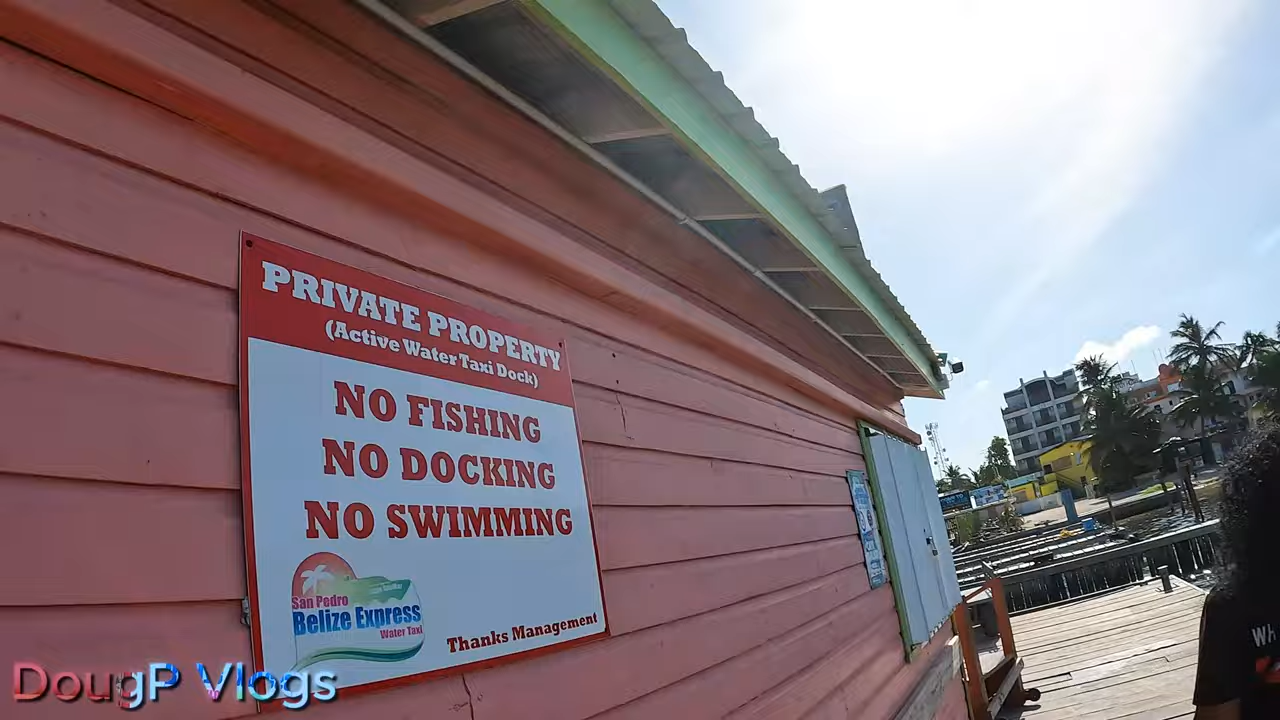 PRIVATE PROPERTY
(Active Water Taxi Dock)
NO FISHING
NO DOCKING
NO SWIMMING
San Pedro
Belize Express
Water Taxi
Thanks Management
DougP Vlogs
Wh